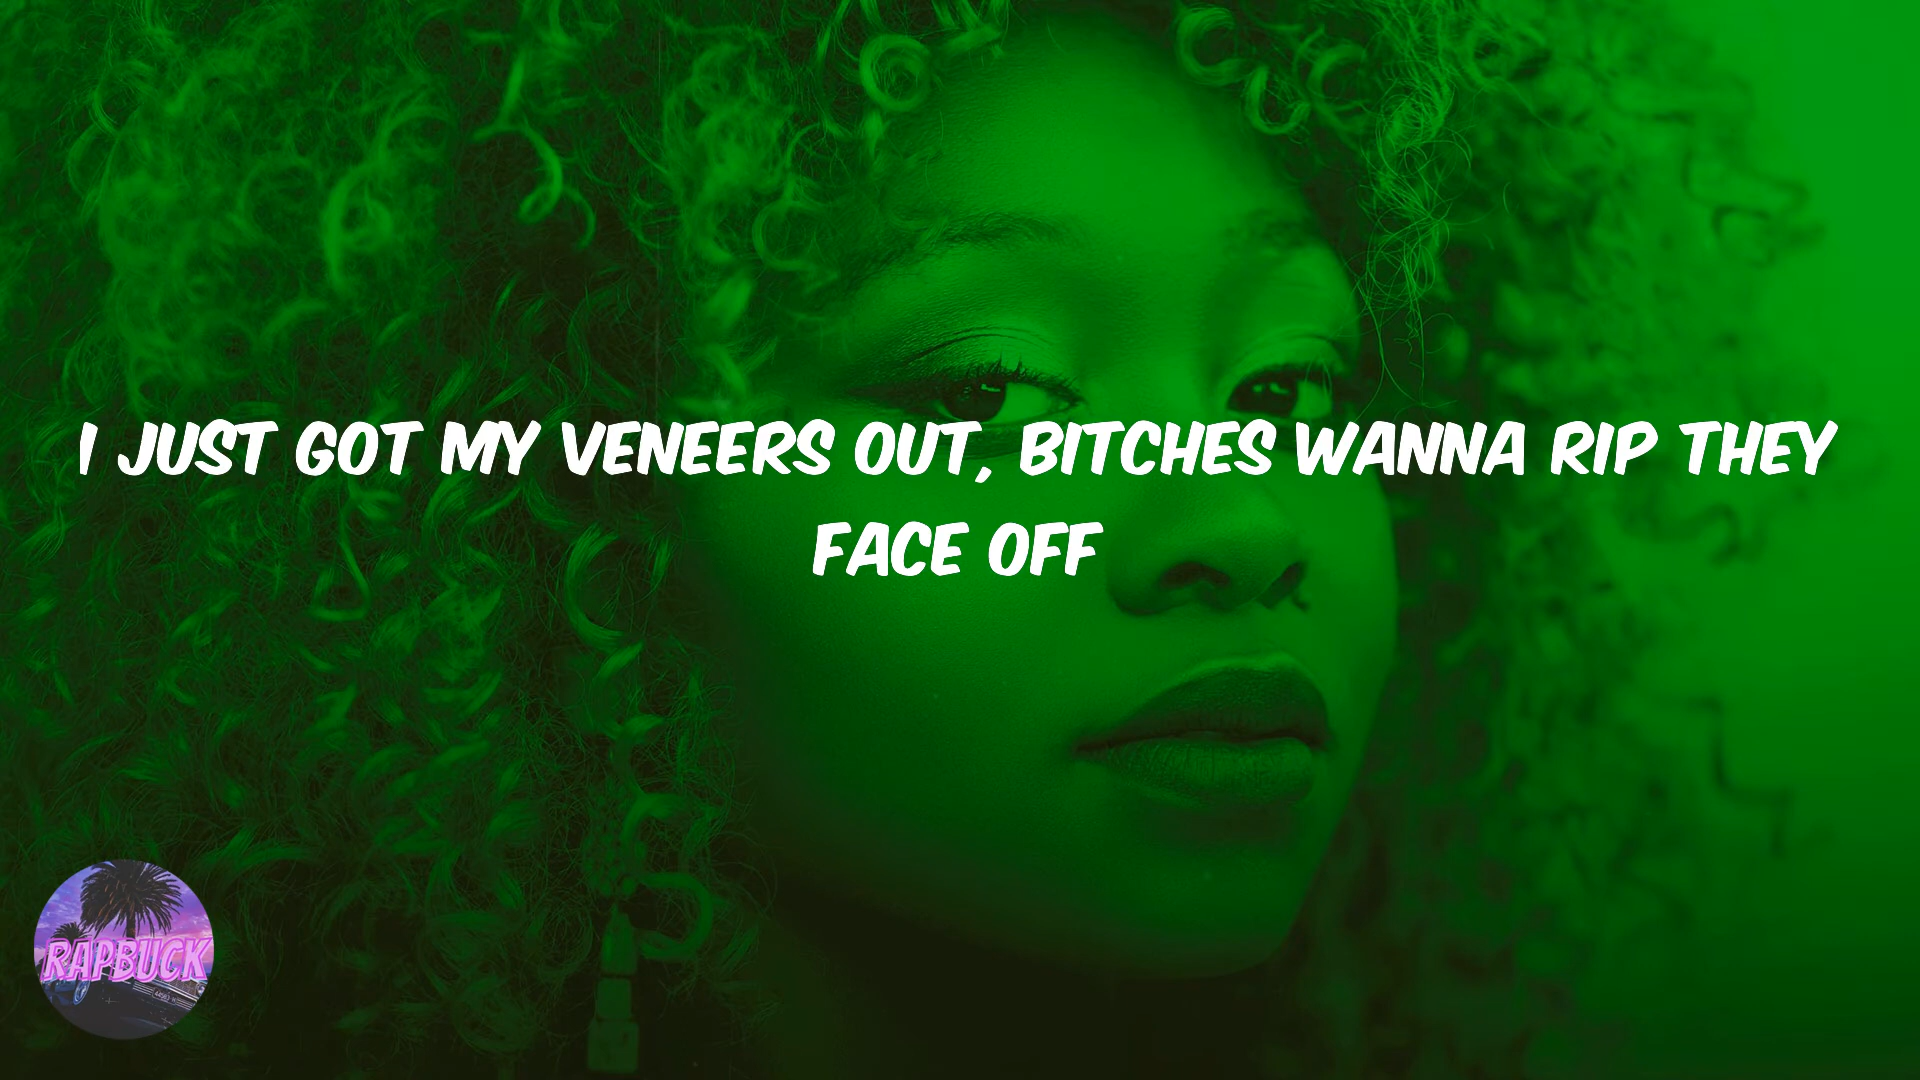 I JUST GOT MY VENEERS OUT, BITCHES WANNA RIP THEY
FACE OFF
RAPBUCK